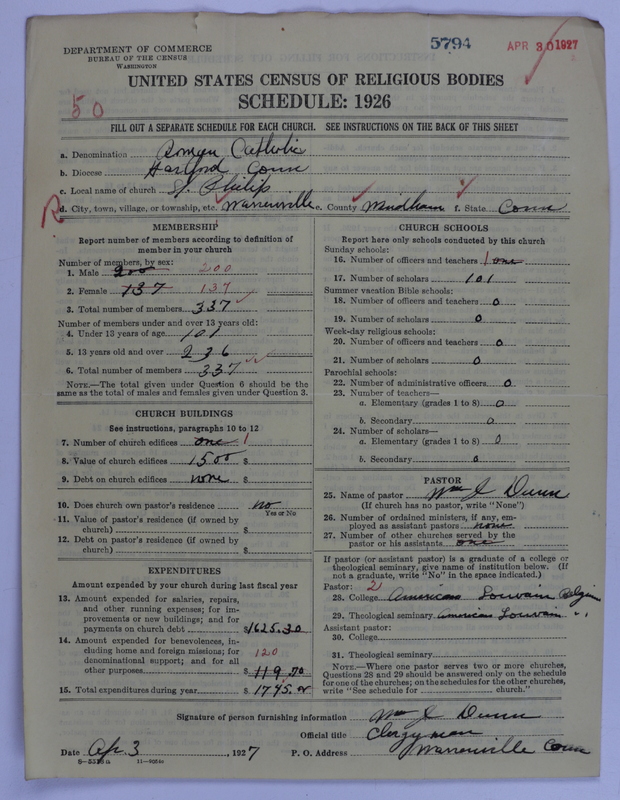 DEPARTMENT OF COMMERCE
BUREAU OF THE CENSUS
WASHINGTON
5794
APR 30 1927
UNITED STATES CENSUS OF RELIGIOUS BODIES
SCHEDULE: 1926
50
FILL OUT A SEPARATE SCHEDULE FOR EACH CHURCH. SEE INSTRUCTIONS ON THE BACK OF THIS SHEET
a. Denomination Roman Catholic
b. Diocese Hartford Conn
c. Local name of church St. Philip
R d. City, town, village, or township, etc. Warrenville e. County Windham f. State Conn
MEMBERSHIP
Report number of members according to definition of
member in your church
Number of members, by sex:
1. Male 200 200
2. Female 137 137
3. Total number of members 337
Number of members under and over 13 years old:
4. Under 13 years of age 101
5. 13 years old and over 236
6. Total number of members 337
NOTE.—The total given under Question 6 should be the
same as the total of males and females given under Question 3.
CHURCH BUILDINGS
See instructions, paragraphs 10 to 12
7. Number of church edifices one 1
8. Value of church edifices 1500 $
9. Debt on church edifices none $
10. Does church own pastor's residence no
Yes or No
11. Value of pastor's residence (if owned by
church) $
12. Debt on pastor's residence (if owned by
church) $
EXPENDITURES
Amount expended by your church during last fiscal year
13. Amount expended for salaries, repairs,
and other running expenses; for im-
provements or new buildings; and for
payments on church debt $1625.30
14. Amount expended for benevolences, in-
cluding home and foreign missions; for 120
denominational support; and for all
other purposes $119.70
15. Total expenditures during year $1745.00
CHURCH SCHOOLS
Report here only schools conducted by this church
Sunday schools:
16. Number of officers and teachers 1 one
17. Number of scholars 101
Summer vacation Bible schools:
18. Number of officers and teachers 0
19. Number of scholars 0
Week-day religious schools:
20. Number of officers and teachers 0
21. Number of scholars 0
Parochial schools:
22. Number of administrative officers 0
23. Number of teachers—
a. Elementary (grades 1 to 8) 0
b. Secondary 0
24. Number of scholars—
a. Elementary (grades 1 to 8) 0
b. Secondary 0
PASTOR
25. Name of pastor Wm J Dunn
(If church has no pastor, write "None")
26. Number of ordained ministers, if any, em-
ployed as assistant pastors none
27. Number of other churches served by the
pastor or his assistants one
If pastor (or assistant pastor) is a graduate of a college or
theological seminary, give name of institution below. (If
not a graduate, write "No" in the space indicated.)
Pastor: 2
28. College American Louvain Belgium
29. Theological seminary American Louvain "
Assistant pastor:
30. College
31. Theological seminary
NOTE.—Where one pastor serves two or more churches,
Questions 28 and 29 should be answered only on the schedule
for one of the churches; on the schedules for the other churches,
write "See schedule for church."
Signature of person furnishing information Wm J Dunn
Official title Clergyman
Date Apr 3, 1927 P. O. Address Warrenville Conn